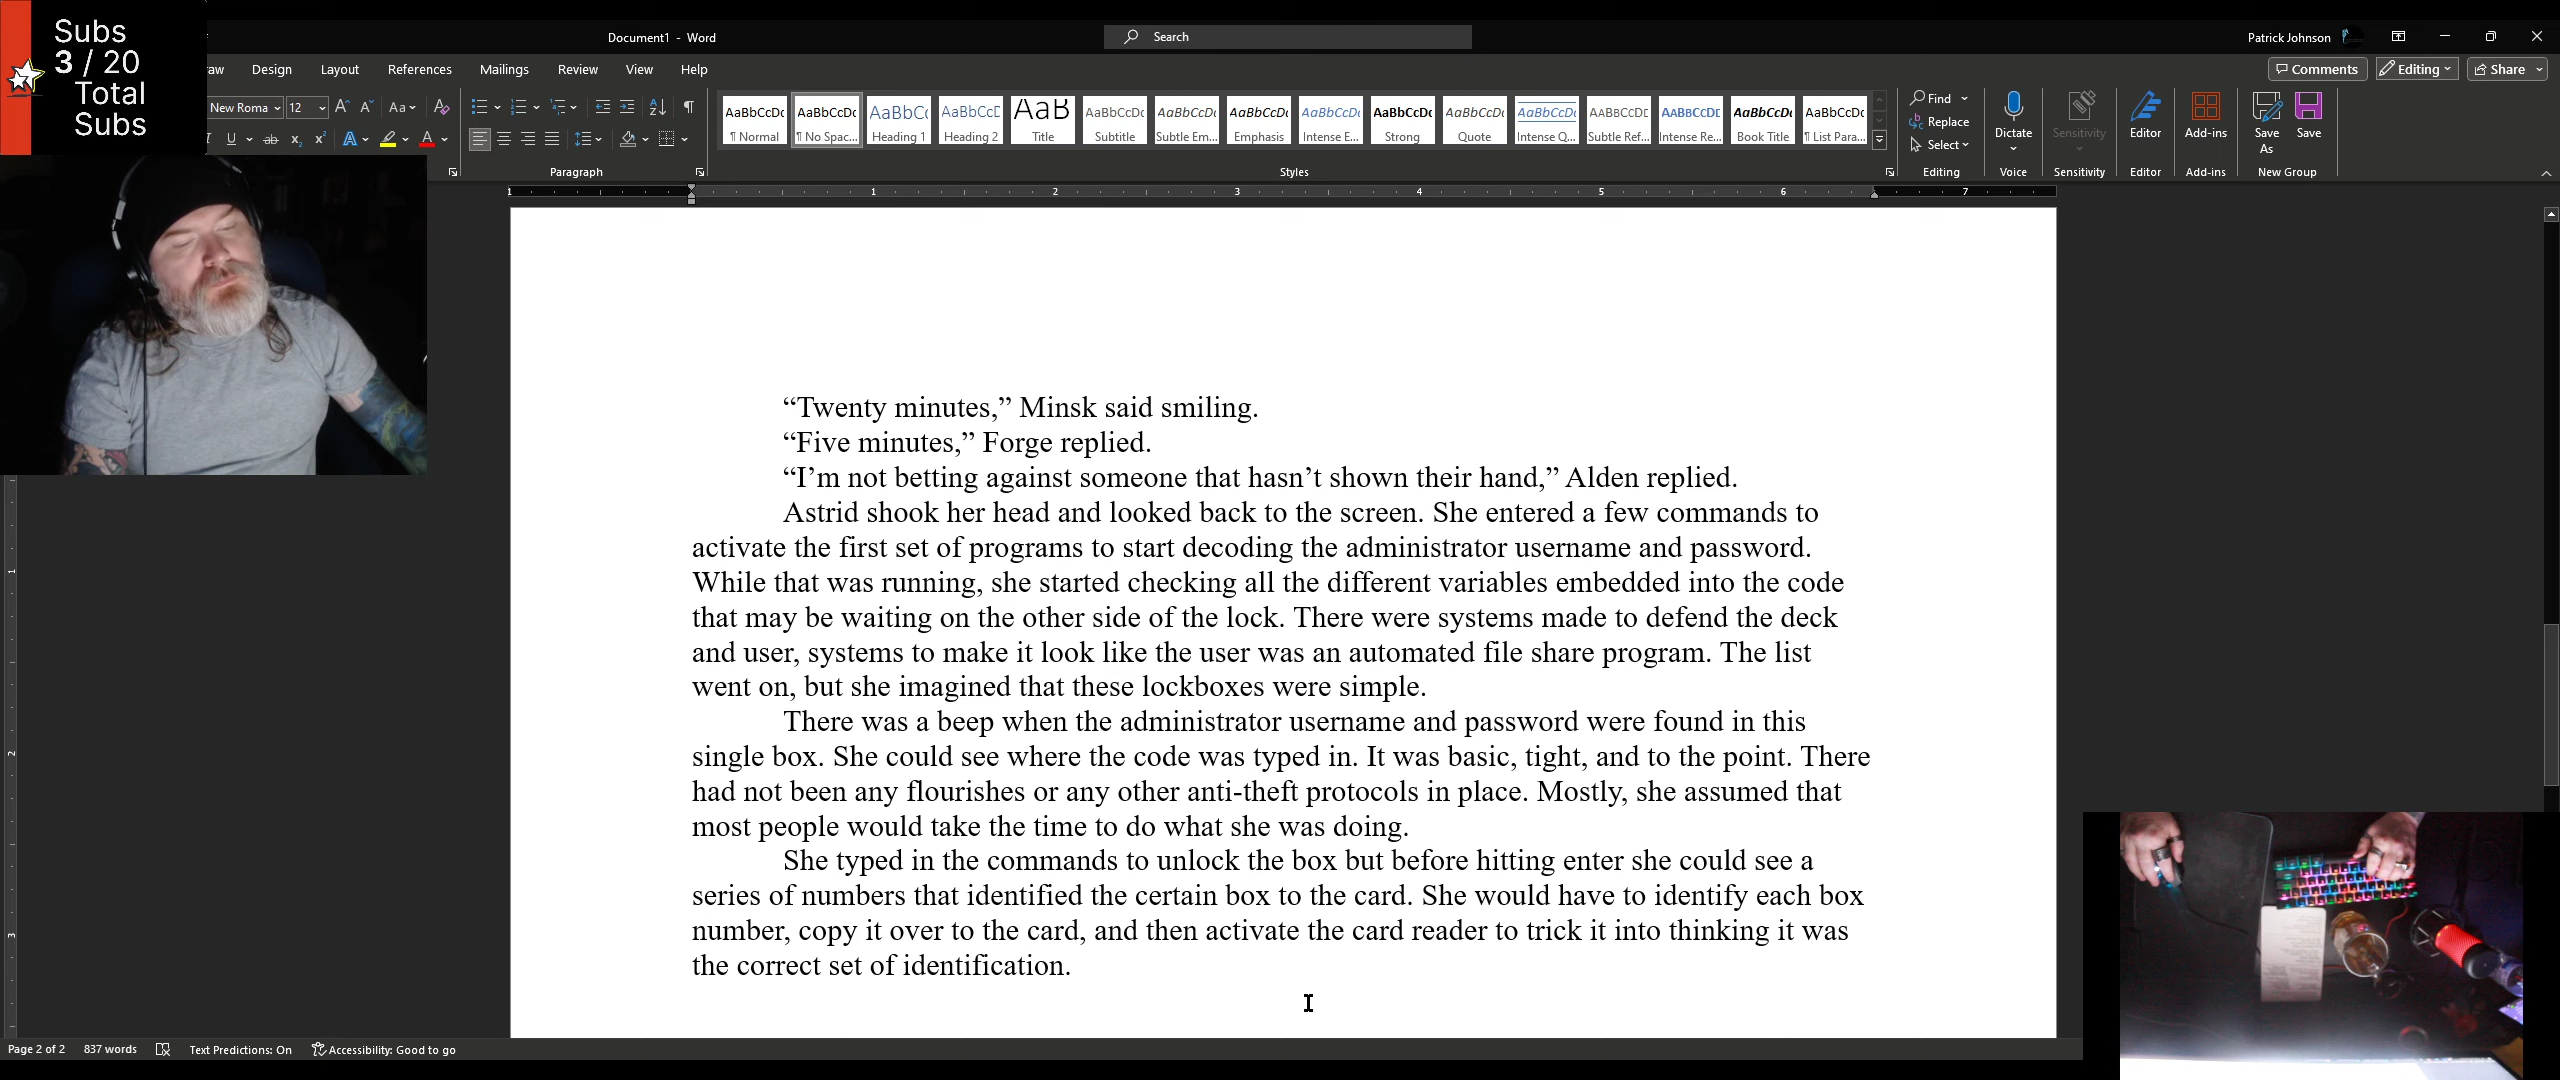 Subs
3 / 20
Total
Subs
Document1 - Word
Search
Patrick Johnson
aw Design Layout References Mailings Review View Help
Comments Editing Share
New Roma 12 Aa
AaBbCcDc AaBbCcDc AaBbC AaBbCcE AaB AaBbCcDc AaBbCcDc AaBbCcDc AaBbCcDc AaBbCcDc AaBbCcDc AaBbCcDc AABBCCDE AABBCCDE AaBbCcDc AaBbCcDc
¶ Normal ¶ No Spac... Heading 1 Heading 2 Title Subtitle Subtle Em... Emphasis Intense E... Strong Quote Intense Q... Subtle Ref... Intense Re... Book Title ¶ List Para...
Find
Replace
Select
Dictate Sensitivity Editor Add-ins Save As Save
Paragraph Styles Editing Voice Sensitivity Editor Add-ins New Group
1 1 2 3 4 5 6 7
“Twenty minutes,” Minsk said smiling.
“Five minutes,” Forge replied.
“I’m not betting against someone that hasn’t shown their hand,” Alden replied.
Astrid shook her head and looked back to the screen. She entered a few commands to
activate the first set of programs to start decoding the administrator username and password.
While that was running, she started checking all the different variables embedded into the code
that may be waiting on the other side of the lock. There were systems made to defend the deck
and user, systems to make it look like the user was an automated file share program. The list
went on, but she imagined that these lockboxes were simple.
There was a beep when the administrator username and password were found in this
single box. She could see where the code was typed in. It was basic, tight, and to the point. There
had not been any flourishes or any other anti-theft protocols in place. Mostly, she assumed that
most people would take the time to do what she was doing.
She typed in the commands to unlock the box but before hitting enter she could see a
series of numbers that identified the certain box to the card. She would have to identify each box
number, copy it over to the card, and then activate the card reader to trick it into thinking it was
the correct set of identification.
1
2
3
Page 2 of 2 837 words Text Predictions: On Accessibility: Good to go